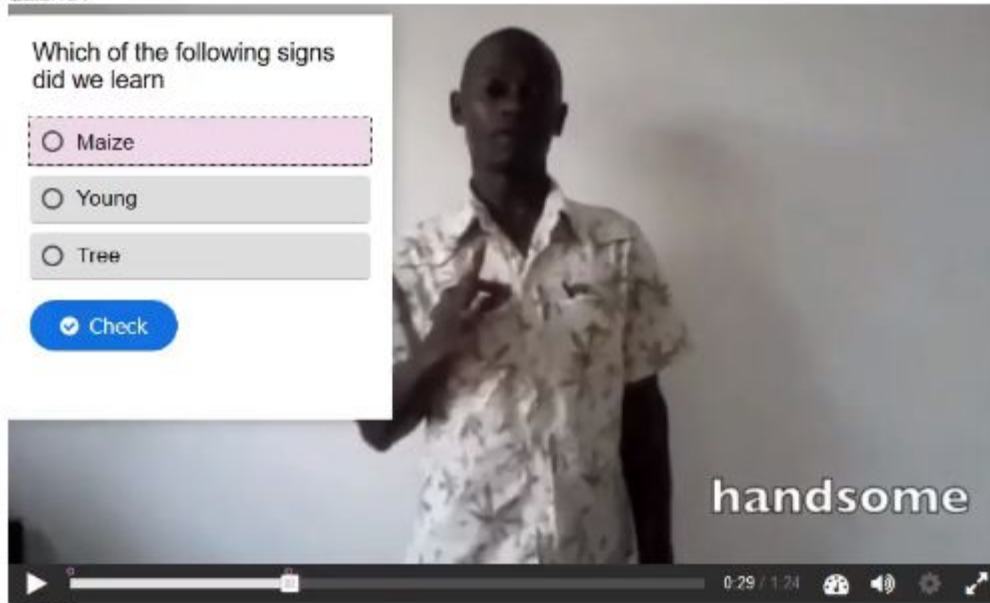 Which of the following signs
did we learn
Maize
Young
Tree
Check
handsome
0:29 / 1:24